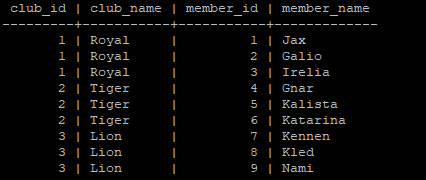 club_id | club_name | member_id | member_name
---------+-----------+-----------+-------------
1 | Royal | 1 | Jax
1 | Royal | 2 | Galio
1 | Royal | 3 | Irelia
2 | Tiger | 4 | Gnar
2 | Tiger | 5 | Kalista
2 | Tiger | 6 | Katarina
3 | Lion | 7 | Kennen
3 | Lion | 8 | Kled
3 | Lion | 9 | Nami